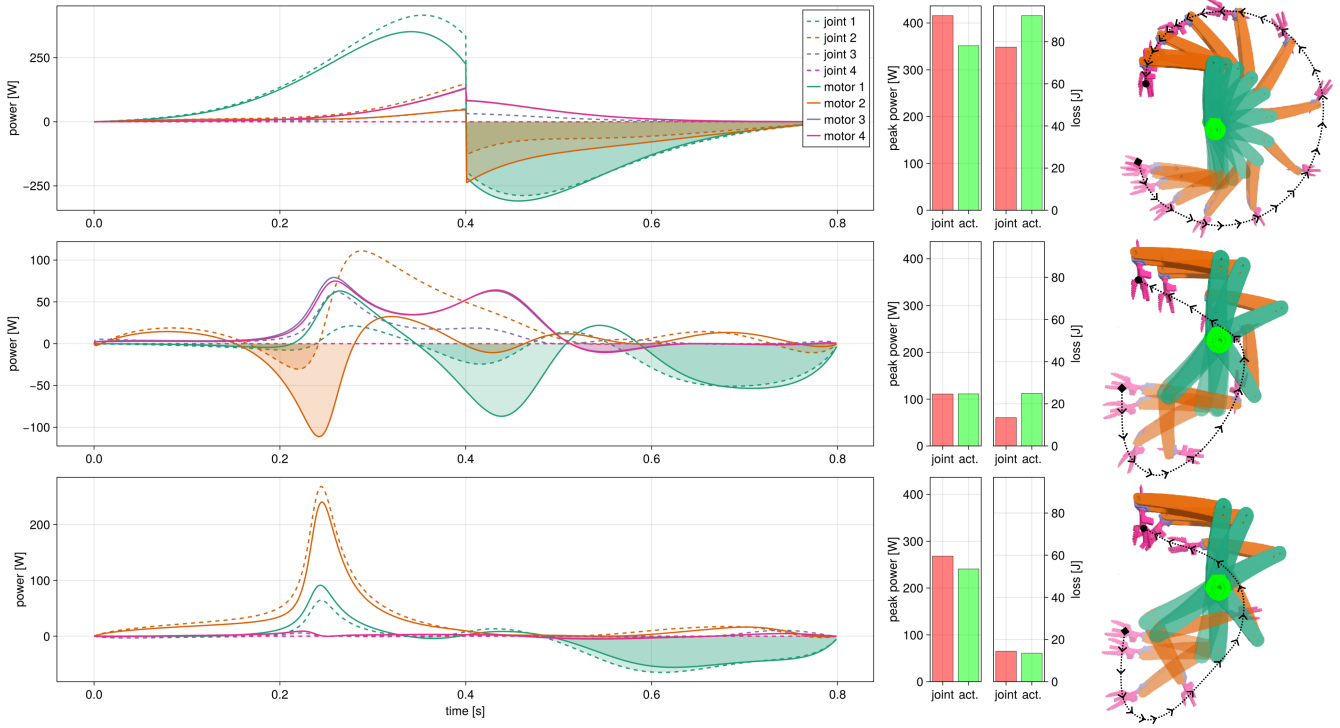 power [W]
250
0
−250
0.0
0.2
0.4
0.6
0.8
joint 1
joint 2
joint 3
joint 4
motor 1
motor 2
motor 3
motor 4
peak power [W]
400
300
200
100
0
joint act.
joint act.
80
60
40
20
0
loss [J]
power [W]
100
50
0
−50
−100
0.0
0.2
0.4
0.6
0.8
peak power [W]
400
300
200
100
0
joint act.
joint act.
80
60
40
20
0
loss [J]
power [W]
200
100
0
0.0
0.2
0.4
0.6
0.8
time [s]
peak power [W]
400
300
200
100
0
joint act.
joint act.
80
60
40
20
0
loss [J]